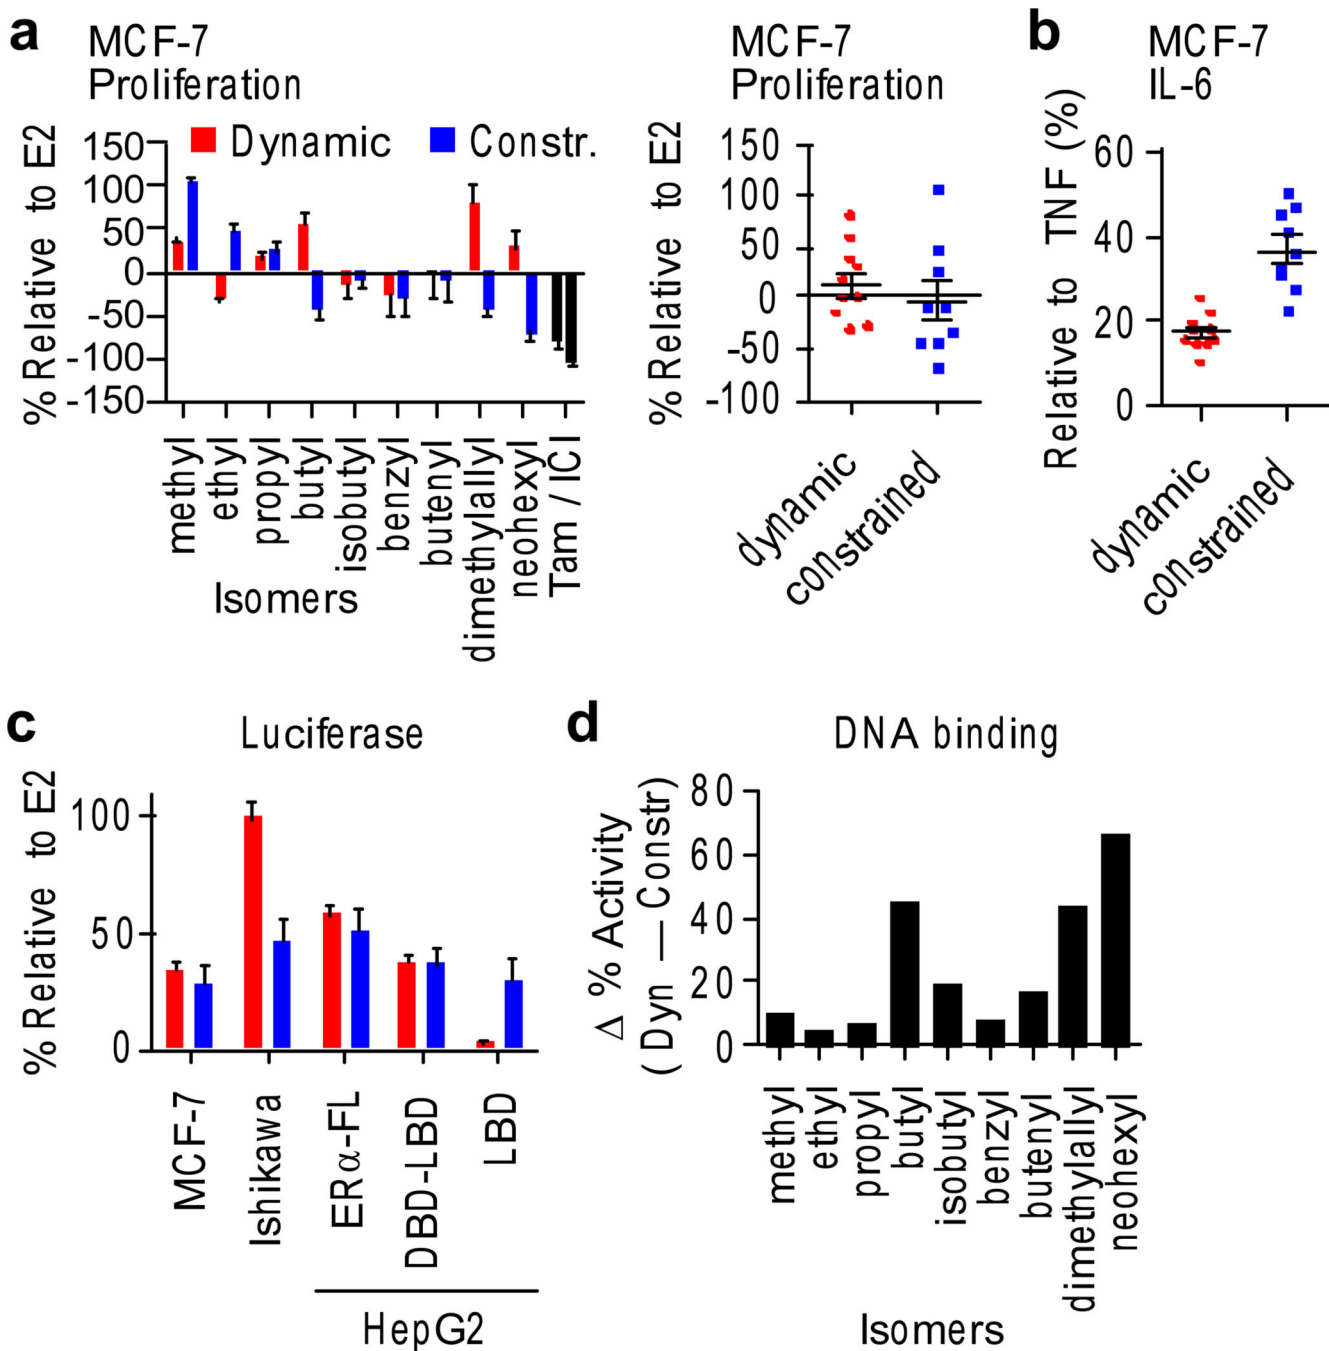 a
MCF-7
Proliferation
% Relative to E2
Dynamic
Constr.
150
100
50
0
-50
-100
-150
methyl
ethyl
propyl
butyl
isobutyl
benzyl
butenyl
dimethylallyl
neohexyl
Tam / ICI
Isomers
MCF-7
Proliferation
% Relative to E2
150
100
50
0
-50
-100
dynamic
constrained
b
MCF-7
IL-6
Relative to TNF (%)
60
40
20
0
dynamic
constrained
c
Luciferase
% Relative to E2
100
50
0
MCF-7
Ishikawa
ERα-FL
DBD-LBD
LBD
HepG2
d
DNA binding
Δ % Activity
(Dyn — Constr)
80
60
40
20
0
methyl
ethyl
propyl
butyl
isobutyl
benzyl
butenyl
dimethylallyl
neohexyl
Isomers